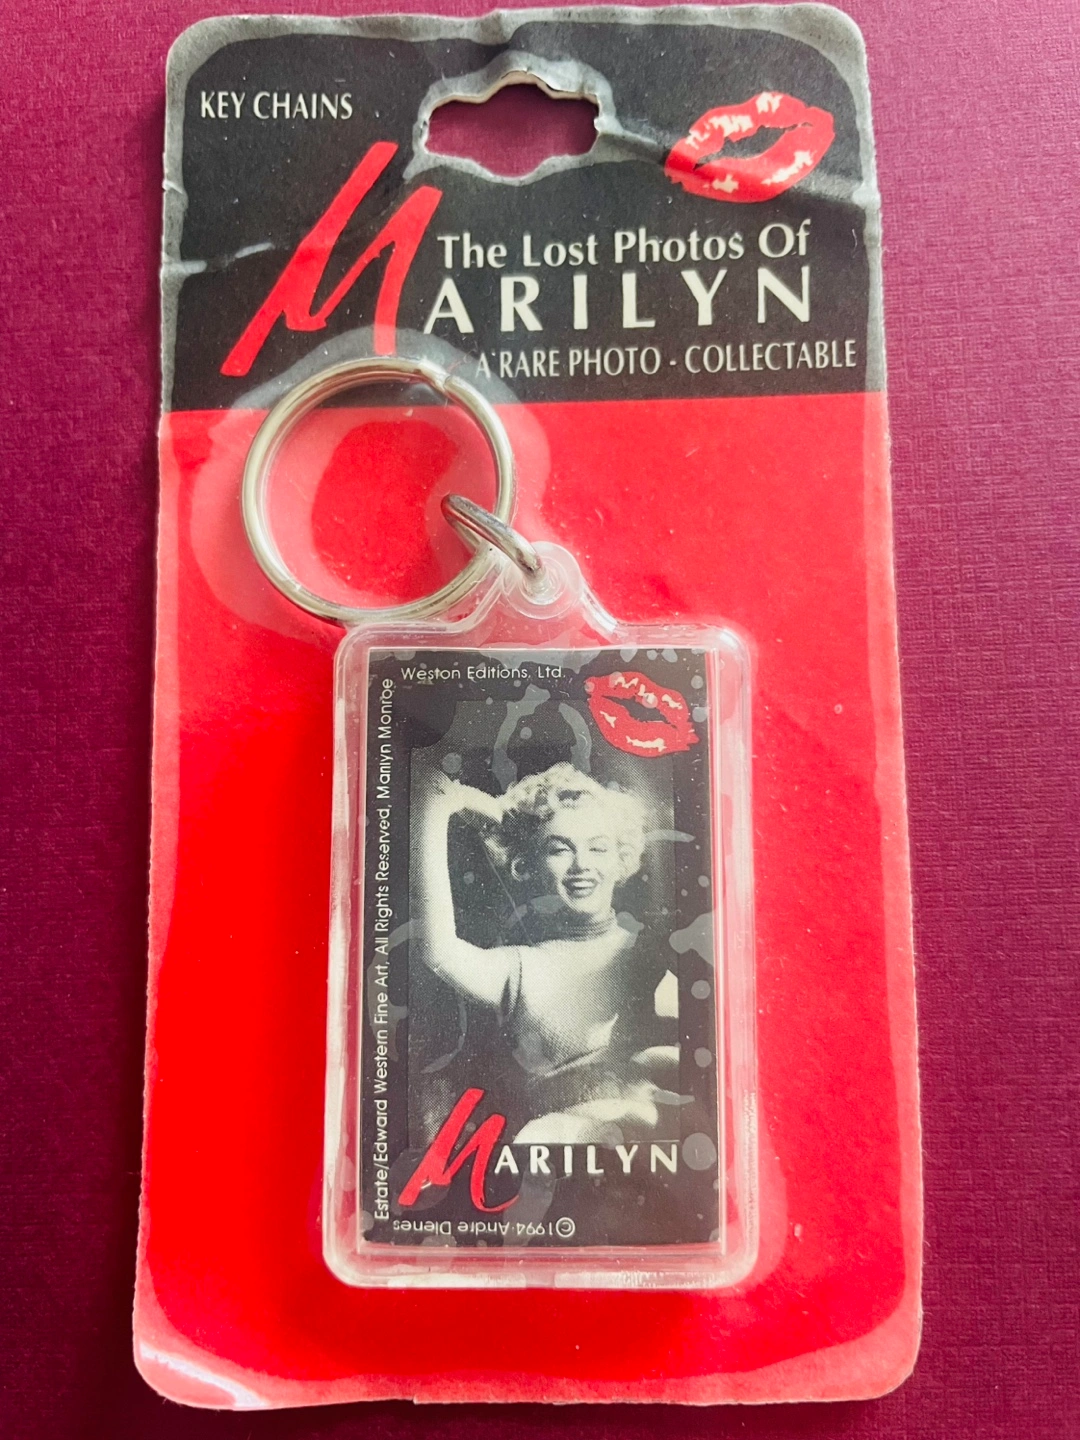 KEY CHAINS
The Lost Photos Of
MARILYN
A RARE PHOTO - COLLECTABLE
Weston Editions, Ltd.
Estate/Edward Western Fine Art, All Rights Reserved, Marilyn Monroe
MARILYN
©1994·Andre Dienes